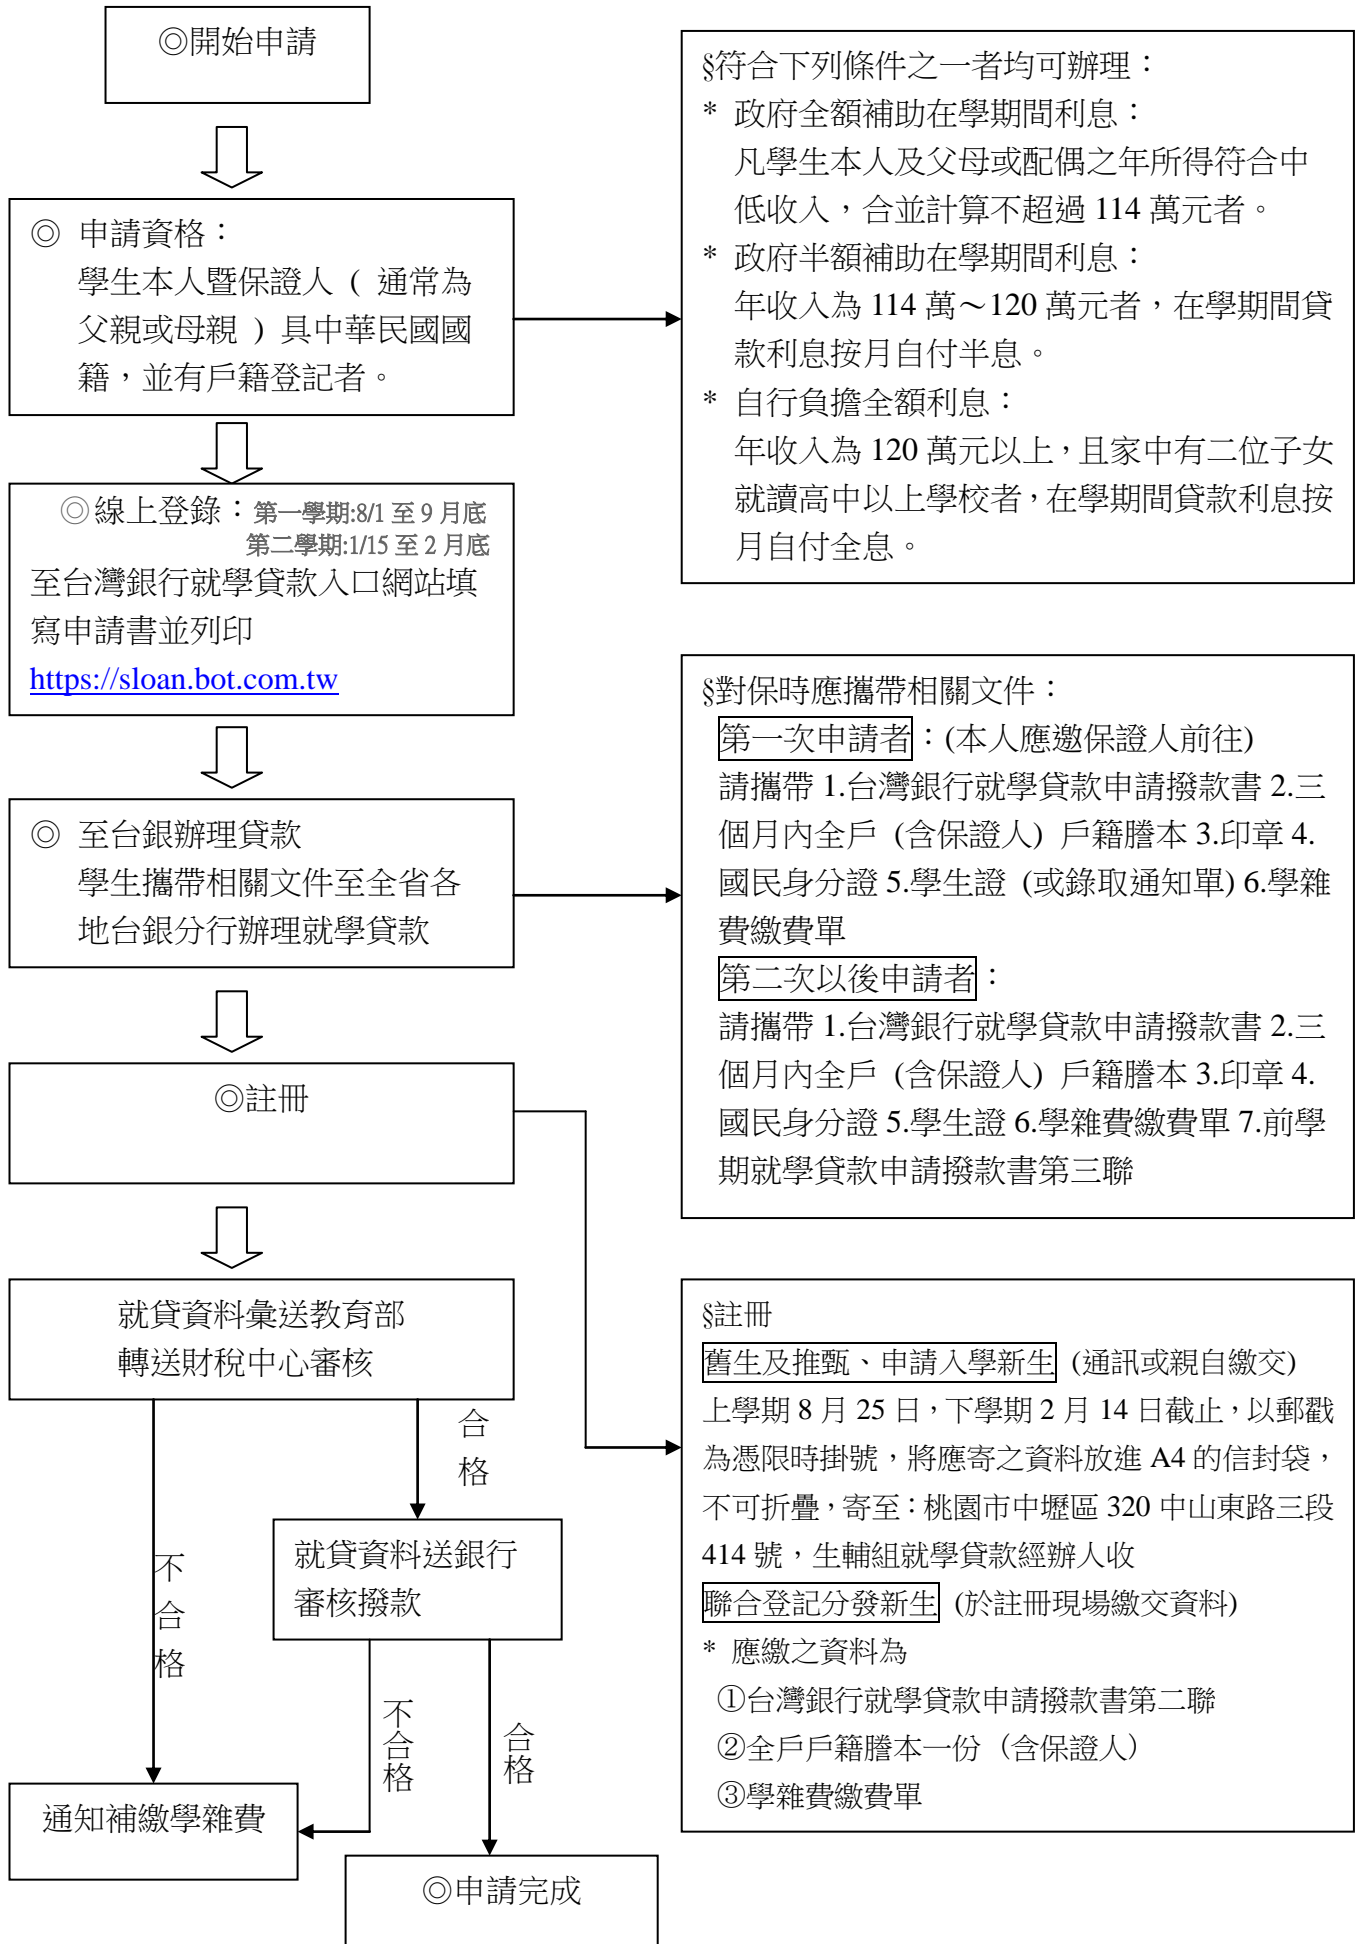 ◎開始申請
§符合下列條件之一者均可辦理：
* 政府全額補助在學期間利息：
凡學生本人及父母或配偶之年所得符合中
低收入，合並計算不超過 114 萬元者。
* 政府半額補助在學期間利息：
年收入為 114 萬～120 萬元者，在學期間貸
款利息按月自付半息。
* 自行負擔全額利息：
年收入為 120 萬元以上，且家中有二位子女
就讀高中以上學校者，在學期間貸款利息按
月自付全息。
◎ 申請資格：
學生本人暨保證人 ( 通常為
父親或母親 ) 具中華民國國
籍，並有戶籍登記者。
◎線上登錄：第一學期:8/1 至 9 月底
第二學期:1/15 至 2 月底
至台灣銀行就學貸款入口網站填
寫申請書並列印
https://sloan.bot.com.tw
§對保時應攜帶相關文件：
第一次申請者：(本人應邀保證人前往)
請攜帶 1.台灣銀行就學貸款申請撥款書 2.三
個月內全戶 (含保證人) 戶籍謄本 3.印章 4.
國民身分證 5.學生證 (或錄取通知單) 6.學雜
費繳費單
第二次以後申請者：
請攜帶 1.台灣銀行就學貸款申請撥款書 2.三
個月內全戶 (含保證人) 戶籍謄本 3.印章 4.
國民身分證 5.學生證 6.學雜費繳費單 7.前學
期就學貸款申請撥款書第三聯
◎ 至台銀辦理貸款
學生攜帶相關文件至全省各
地台銀分行辦理就學貸款
◎註冊
§註冊
舊生及推甄、申請入學新生 (通訊或親自繳交)
上學期 8 月 25 日，下學期 2 月 14 日截止，以郵戳
為憑限時掛號，將應寄之資料放進 A4 的信封袋，
不可折疊，寄至：桃園市中壢區 320 中山東路三段
414 號，生輔組就學貸款經辦人收
聯合登記分發新生 (於註冊現場繳交資料)
* 應繳之資料為
①台灣銀行就學貸款申請撥款書第二聯
②全戶戶籍謄本一份（含保證人）
③學雜費繳費單
就貸資料彙送教育部
轉送財稅中心審核
合格
不合格
就貸資料送銀行
審核撥款
不合格
合格
通知補繳學雜費
◎申請完成